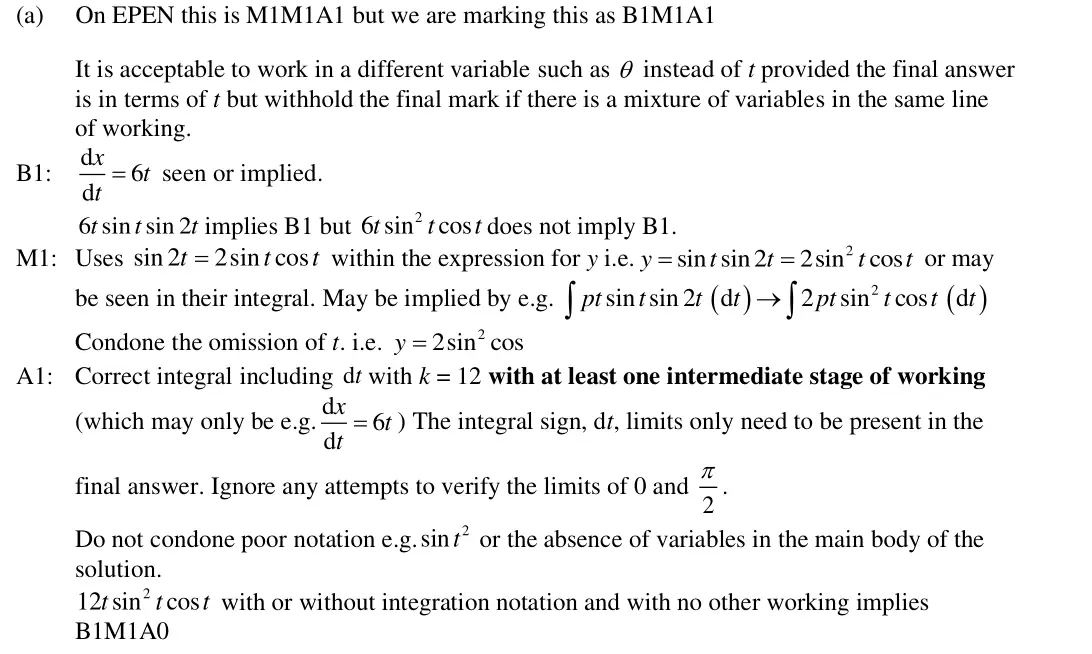 (a) On EPEN this is M1M1A1 but we are marking this as B1M1A1
It is acceptable to work in a different variable such as θ instead of t provided the final answer
is in terms of t but withhold the final mark if there is a mixture of variables in the same line
of working.
B1: dx/dt = 6t seen or implied.
6t sin t sin 2t implies B1 but 6t sin² t cos t does not imply B1.
M1: Uses sin 2t = 2 sin t cos t within the expression for y i.e. y = sin t sin 2t = 2 sin² t cos t or may
be seen in their integral. May be implied by e.g. ∫ pt sin t sin 2t (dt) → ∫ 2pt sin² t cos t (dt)
Condone the omission of t. i.e. y = 2 sin² cos
A1: Correct integral including dt with k = 12 with at least one intermediate stage of working
(which may only be e.g. dx/dt = 6t ) The integral sign, dt, limits only need to be present in the
final answer. Ignore any attempts to verify the limits of 0 and π/2.
Do not condone poor notation e.g. sin t² or the absence of variables in the main body of the
solution.
12t sin² t cos t with or without integration notation and with no other working implies
B1M1A0